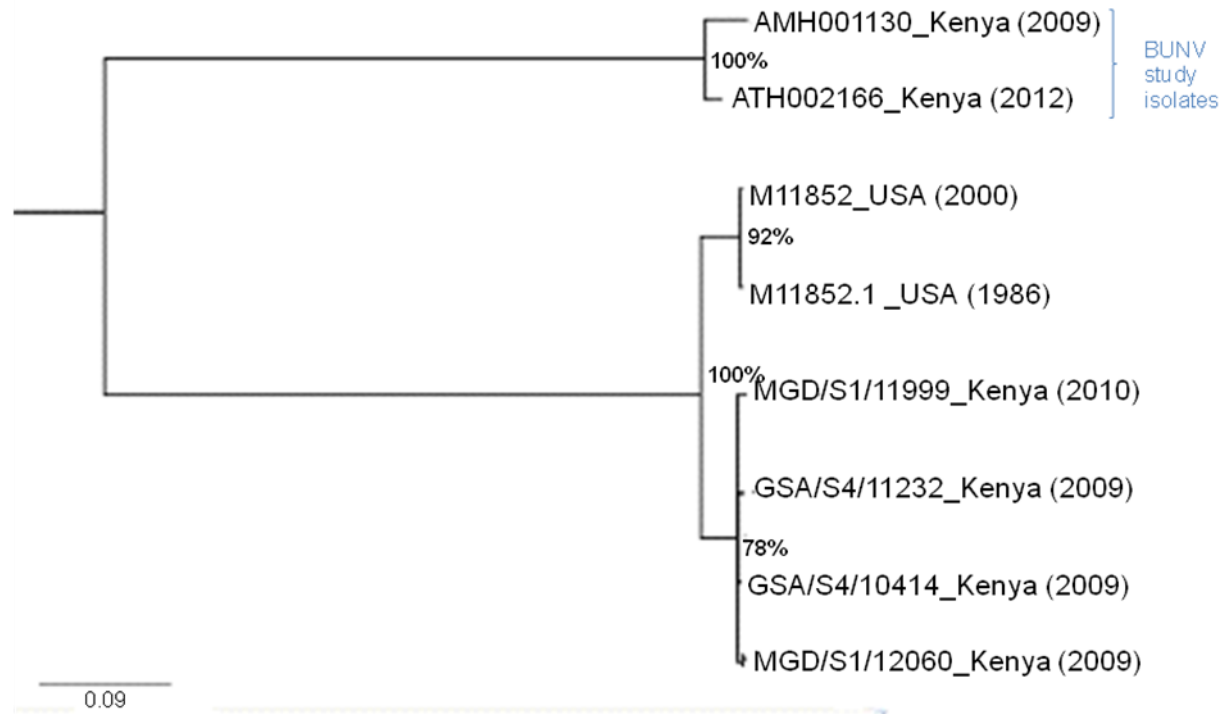 AMH001130_Kenya (2009)
100%
ATH002166_Kenya (2012)
BUNV
study
isolates
M11852_USA (2000)
92%
M11852.1 _USA (1986)
100%
MGD/S1/11999_Kenya (2010)
GSA/S4/11232_Kenya (2009)
78%
GSA/S4/10414_Kenya (2009)
MGD/S1/12060_Kenya (2009)
0.09